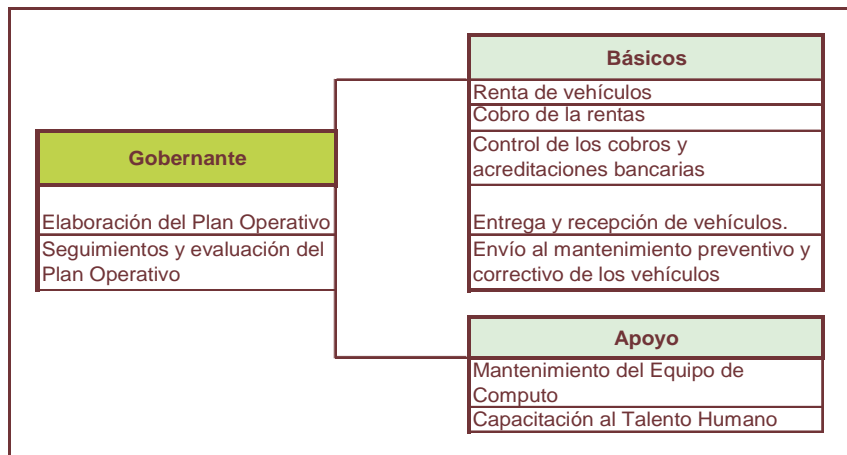 Gobernante
Elaboración del Plan Operativo
Seguimientos y evaluación del
Plan Operativo
Básicos
Renta de vehículos
Cobro de la rentas
Control de los cobros y
acreditaciones bancarias
Entrega y recepción de vehículos.
Envío al mantenimiento preventivo y
correctivo de los vehículos
Apoyo
Mantenimiento del Equipo de
Computo
Capacitación al Talento Humano